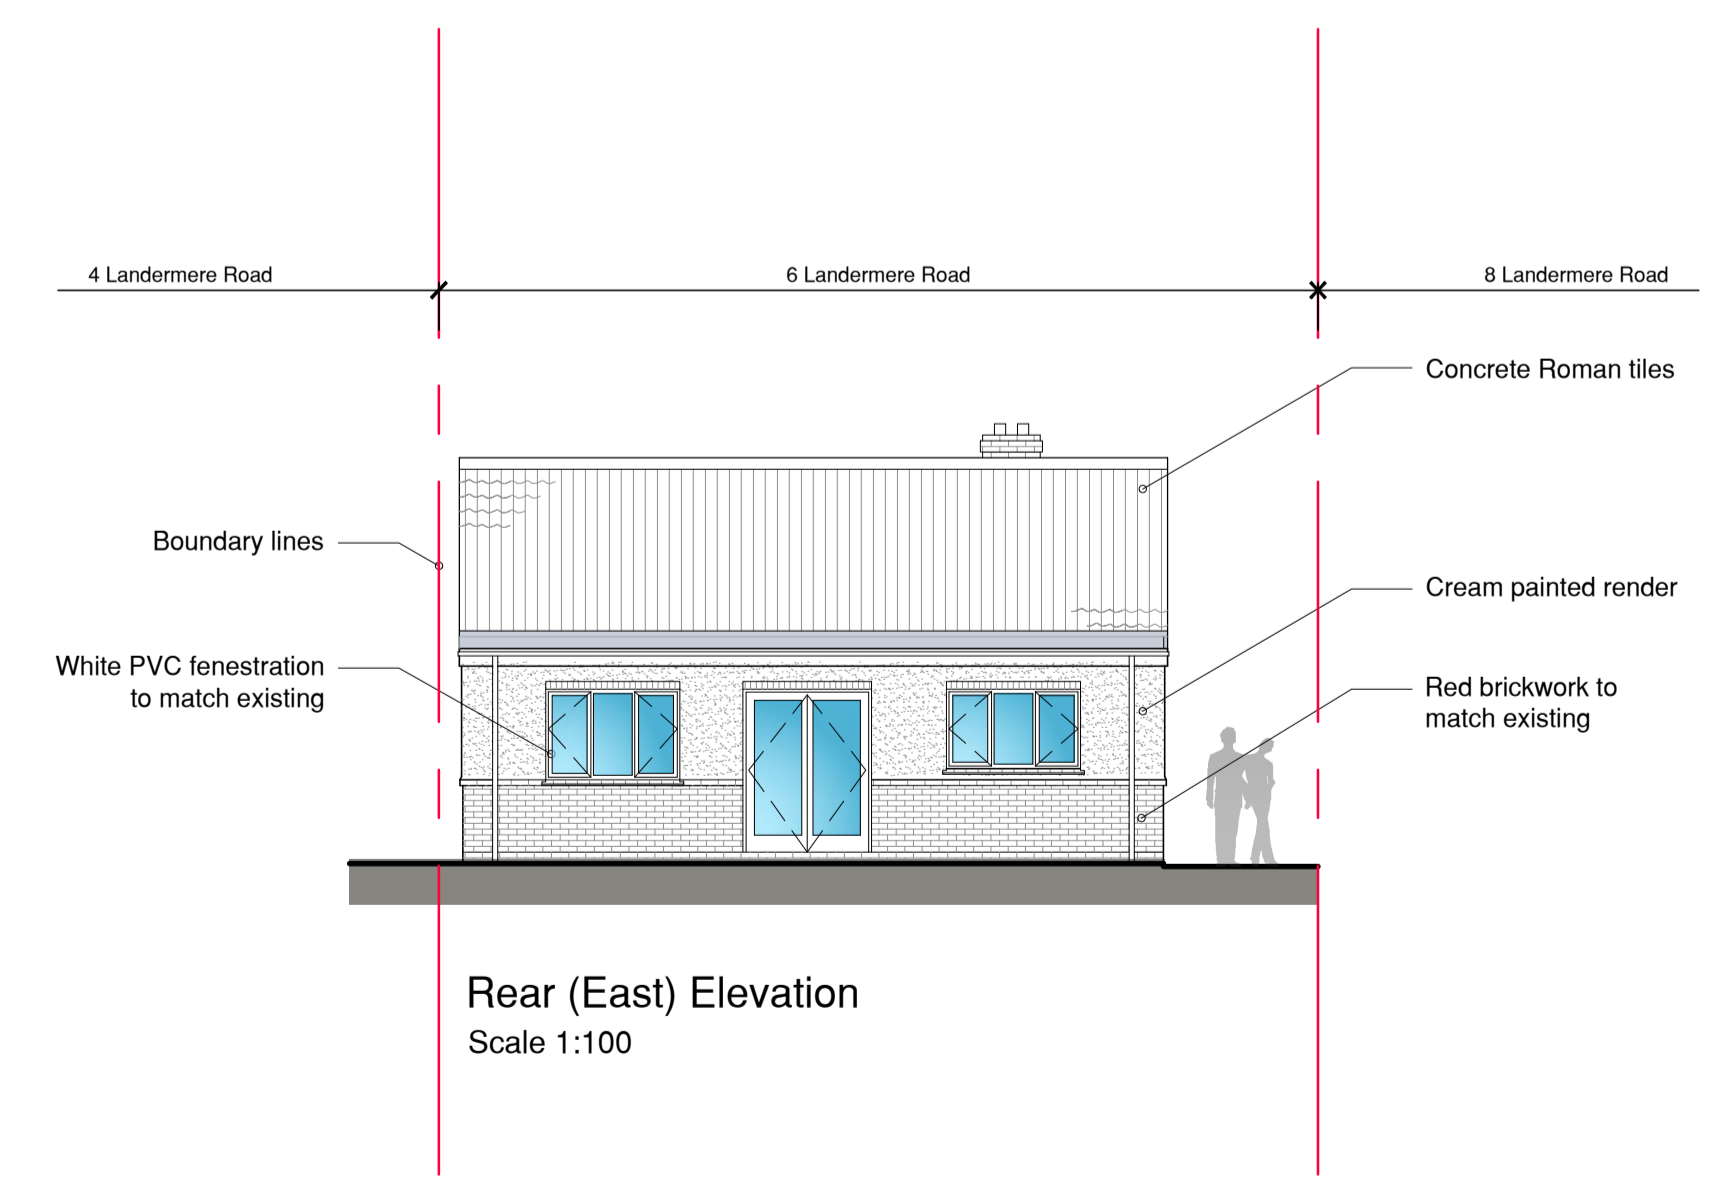 4 Landermere Road
6 Landermere Road
8 Landermere Road
Concrete Roman tiles
Boundary lines
Cream painted render
White PVC fenestration
to match existing
Red brickwork to
match existing
Rear (East) Elevation
Scale 1:100